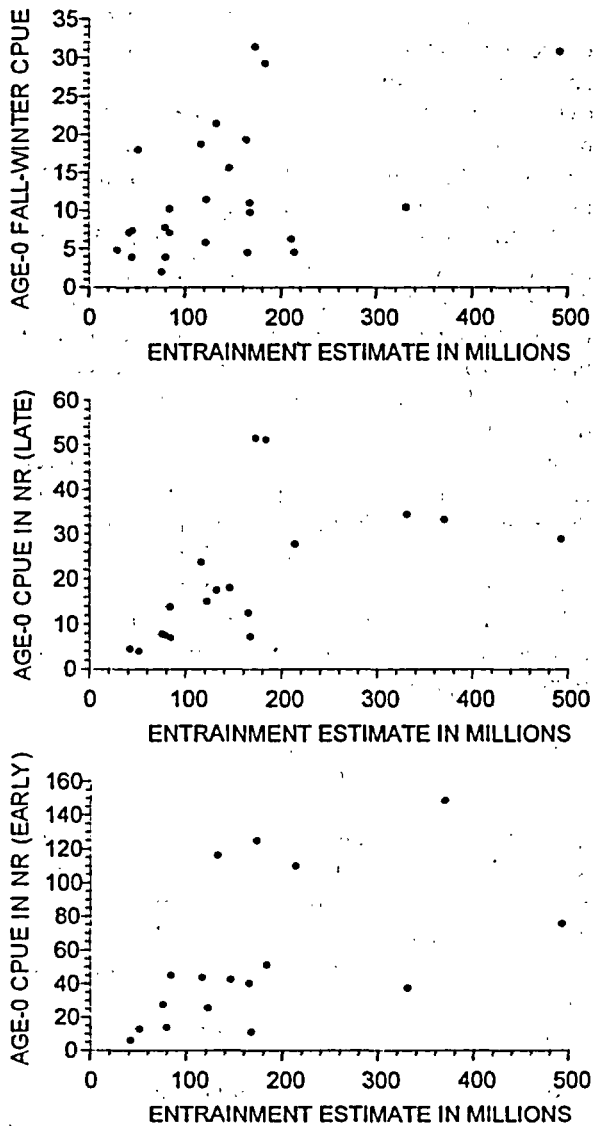 AGE-0 FALL-WINTER CPUE
35
30
25
20
15
10
5
0
0 100 200 300 400 500
ENTRAINMENT ESTIMATE IN MILLIONS
AGE-0 CPUE IN NR (LATE)
60
50
40
30
20
10
0
0 100 200 300 400 500
ENTRAINMENT ESTIMATE IN MILLIONS
AGE-0 CPUE IN NR (EARLY)
160
140
120
100
80
60
40
20
0
0 100 200 300 400 500
ENTRAINMENT ESTIMATE IN MILLIONS